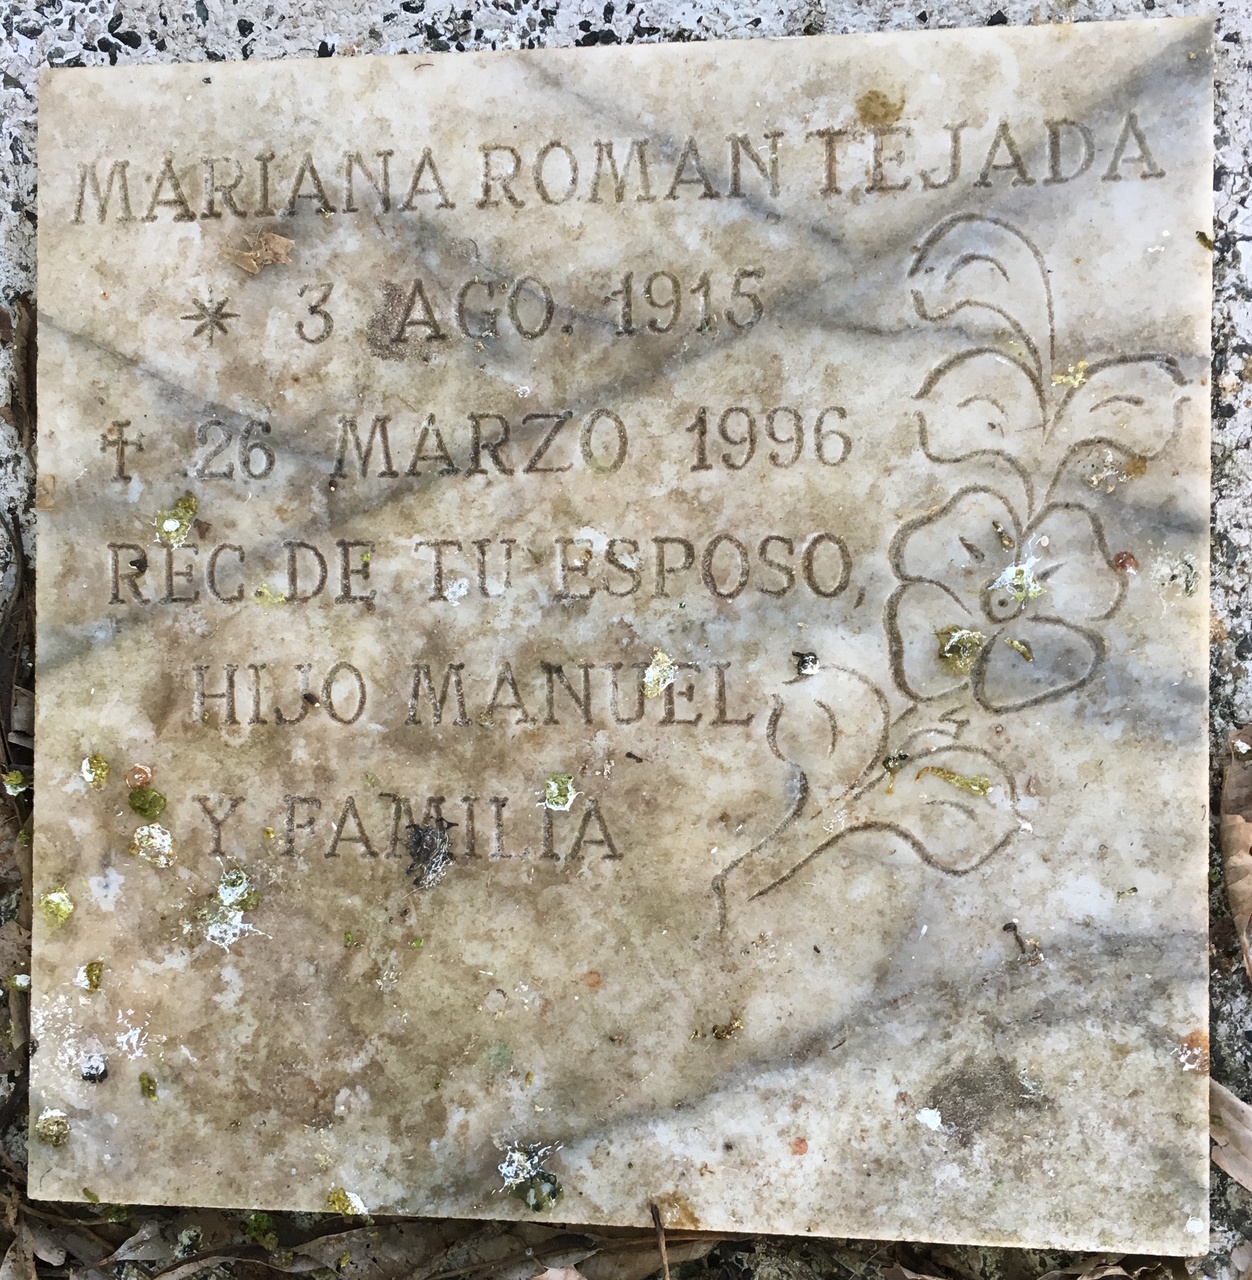 MARIANA ROMAN TEJADA
* 3 AGO. 1915
† 26 MARZO 1996
REC DE TU ESPOSO,
HIJO MANUEL
Y FAMILIA